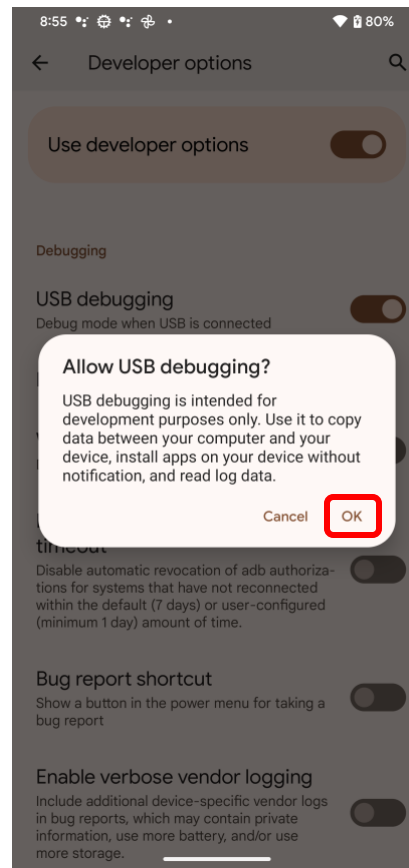 8:55
80%
Developer options
Use developer options
Debugging
USB debugging
Debug mode when USB is connected
Allow USB debugging?
USB debugging is intended for
development purposes only. Use it to copy
data between your computer and your
device, install apps on your device without
notification, and read log data.
Cancel
OK
timeout
Disable automatic revocation of adb authoriza-
tions for systems that have not reconnected
within the default (7 days) or user-configured
(minimum 1 day) amount of time.
Bug report shortcut
Show a button in the power menu for taking a
bug report
Enable verbose vendor logging
Include additional device-specific vendor logs
in bug reports, which may contain private
information, use more battery, and/or use
more storage.